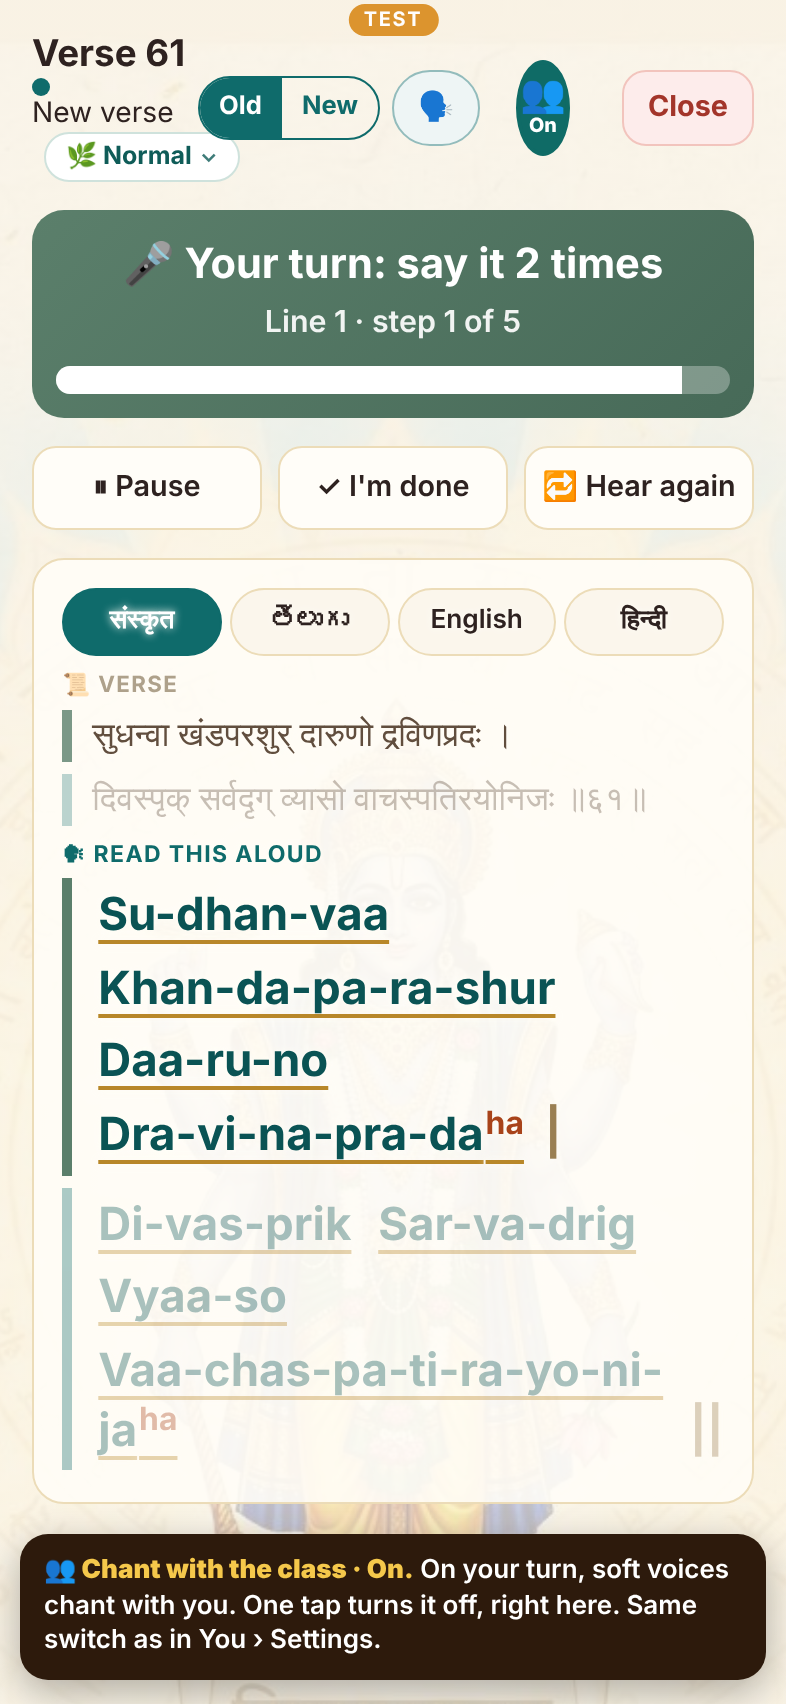 TEST
Verse 61
New verse
Old New
On
Close
Normal
Your turn: say it 2 times
Line 1 · step 1 of 5
Pause
✓ I'm done
Hear again
संस्कृत
తెలుగు
English
हिन्दी
VERSE
सुधन्वा खंडपरशुर् दारुणो द्रविणप्रदः ।
दिवस्पृक् सर्वदृग् व्यासो वाचस्पतिरयोनिजः ॥६१॥
READ THIS ALOUD
Su-dhan-vaa
Khan-da-pa-ra-shur
Daa-ru-no
Dra-vi-na-pra-daha |
Di-vas-prik Sar-va-drig
Vyaa-so
Vaa-chas-pa-ti-ra-yo-ni-
jaha ||
Chant with the class · On. On your turn, soft voices
chant with you. One tap turns it off, right here. Same
switch as in You › Settings.